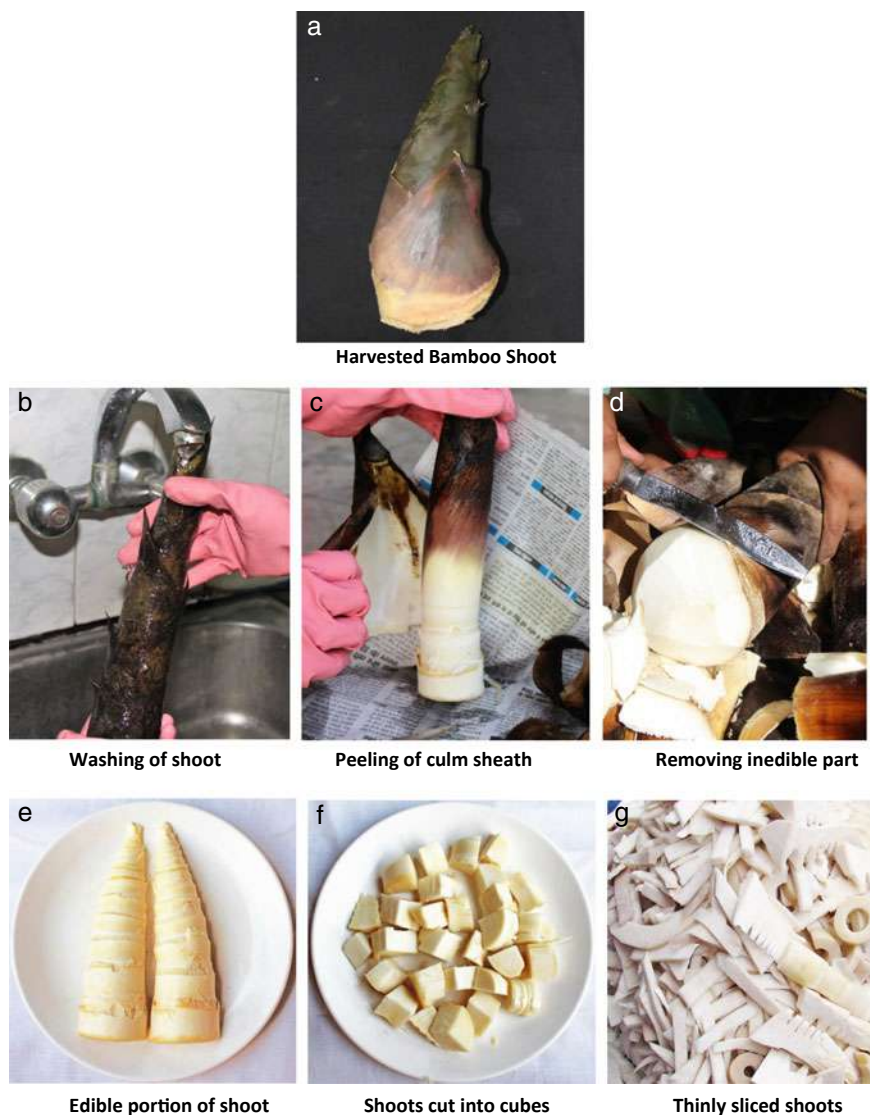 a
Harvested Bamboo Shoot
b
c
d
Washing of shoot
Peeling of culm sheath
Removing inedible part
e
f
g
Edible portion of shoot
Shoots cut into cubes
Thinly sliced shoots